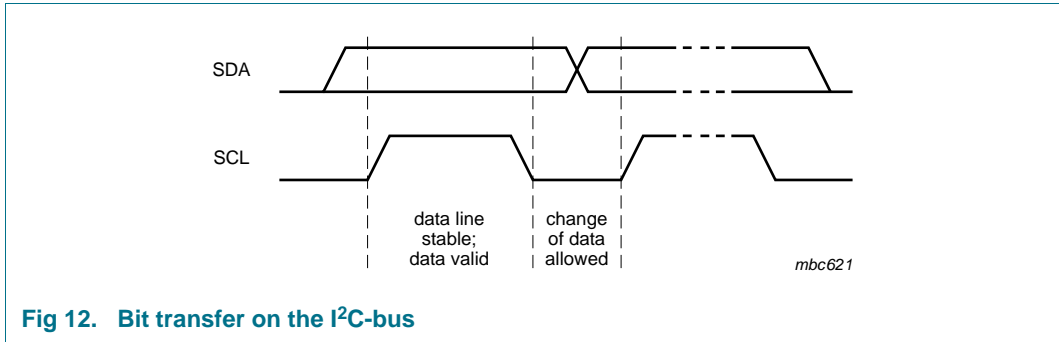 SDA
SCL
data line
stable;
data valid
change
of data
allowed
mbc621
Fig 12. Bit transfer on the I²C-bus